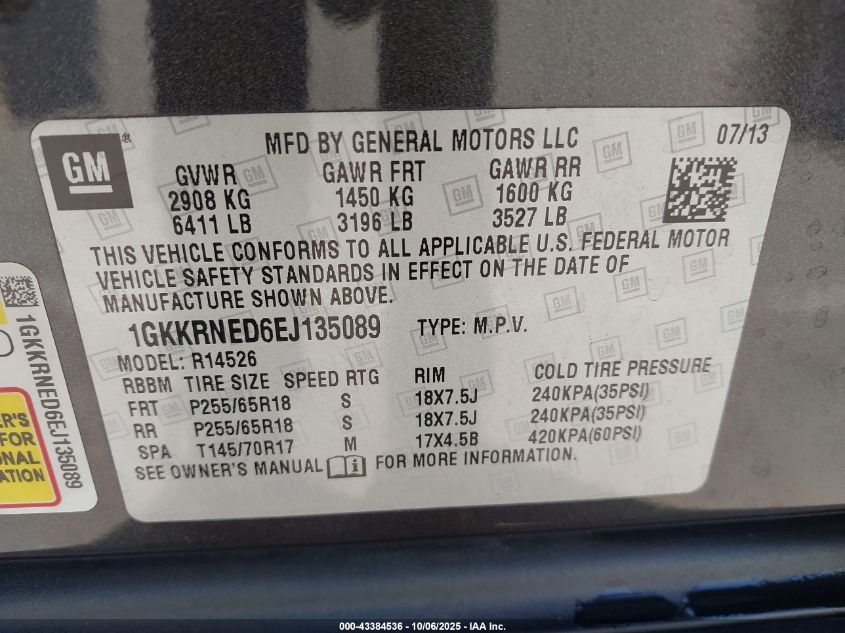 GM®
MFD BY GENERAL MOTORS LLC 07/13
GVWR GAWR FRT GAWR RR
2908 KG 1450 KG 1600 KG
6411 LB 3196 LB 3527 LB
THIS VEHICLE CONFORMS TO ALL APPLICABLE U.S. FEDERAL MOTOR
VEHICLE SAFETY STANDARDS IN EFFECT ON THE DATE OF
MANUFACTURE SHOWN ABOVE.
1GKKRNED6EJ135089 TYPE: M.P.V.
MODEL: R14526
RBBM TIRE SIZE SPEED RTG RIM COLD TIRE PRESSURE
FRT P255/65R18 S 18X7.5J 240KPA(35PSI)
RR P255/65R18 S 18X7.5J 240KPA(35PSI)
SPA T145/70R17 M 17X4.5B 420KPA(60PSI)
SEE OWNER'S MANUAL FOR MORE INFORMATION.
1GKKRNED6EJ135089
FOR
000-43384536 - 10/06/2025 - IAA Inc.